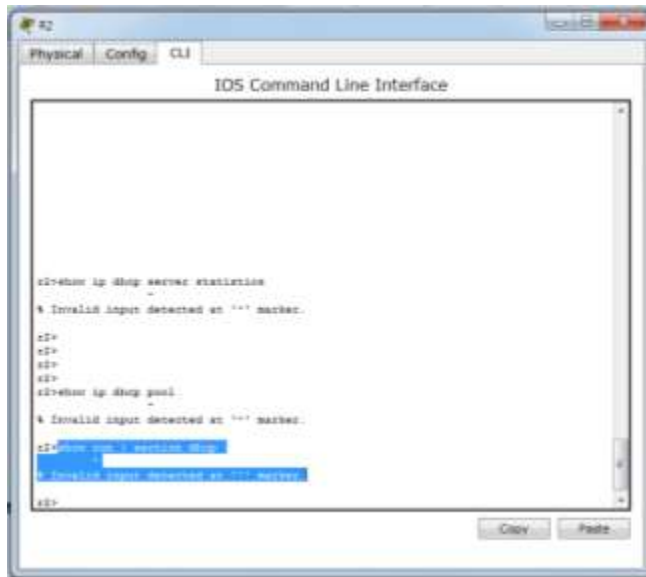 R2
Physical Config CLI
IOS Command Line Interface
r2>show ip dhcp server statistics
^
% Invalid input detected at '^' marker.
r2>
r2>
r2>
r2>
r2>show ip dhcp pool
^
% Invalid input detected at '^' marker.
r2>show run | section dhcp
^
% Invalid input detected at '^' marker.
r2>
Copy Paste